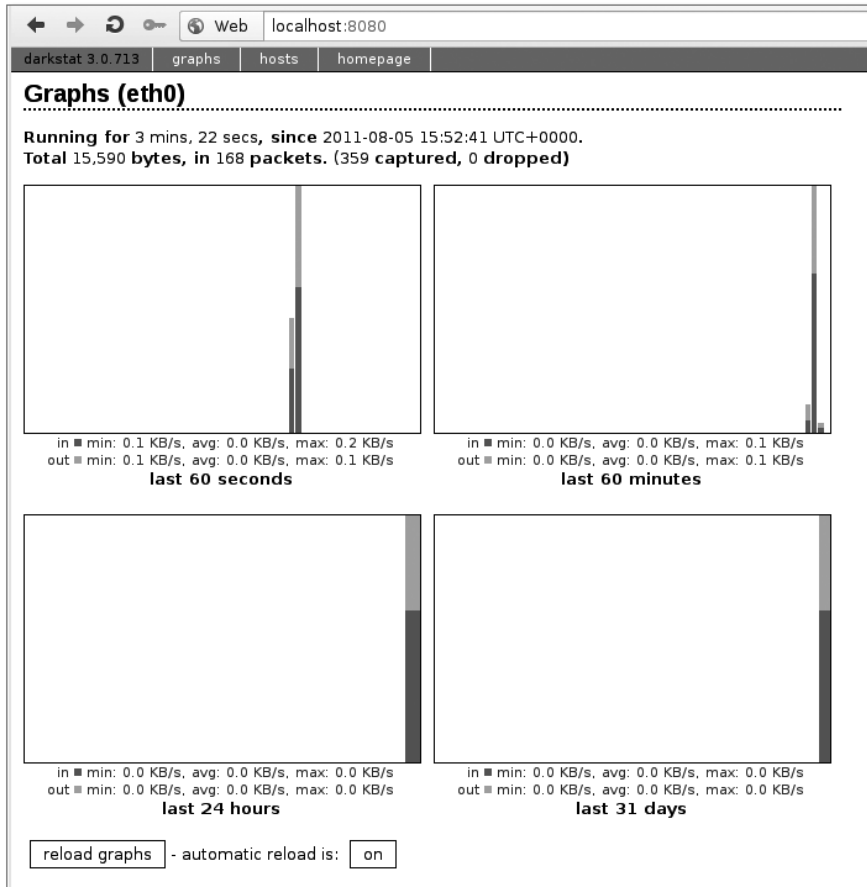 Web localhost:8080
darkstat 3.0.713 graphs hosts homepage
Graphs (eth0)
Running for 3 mins, 22 secs, since 2011-08-05 15:52:41 UTC+0000.
Total 15,590 bytes, in 168 packets. (359 captured, 0 dropped)
in min: 0.1 KB/s, avg: 0.0 KB/s, max: 0.2 KB/s
out min: 0.1 KB/s, avg: 0.0 KB/s, max: 0.1 KB/s
last 60 seconds
in min: 0.0 KB/s, avg: 0.0 KB/s, max: 0.1 KB/s
out min: 0.0 KB/s, avg: 0.0 KB/s, max: 0.1 KB/s
last 60 minutes
in min: 0.0 KB/s, avg: 0.0 KB/s, max: 0.0 KB/s
out min: 0.0 KB/s, avg: 0.0 KB/s, max: 0.0 KB/s
last 24 hours
in min: 0.0 KB/s, avg: 0.0 KB/s, max: 0.0 KB/s
out min: 0.0 KB/s, avg: 0.0 KB/s, max: 0.0 KB/s
last 31 days
reload graphs - automatic reload is: on